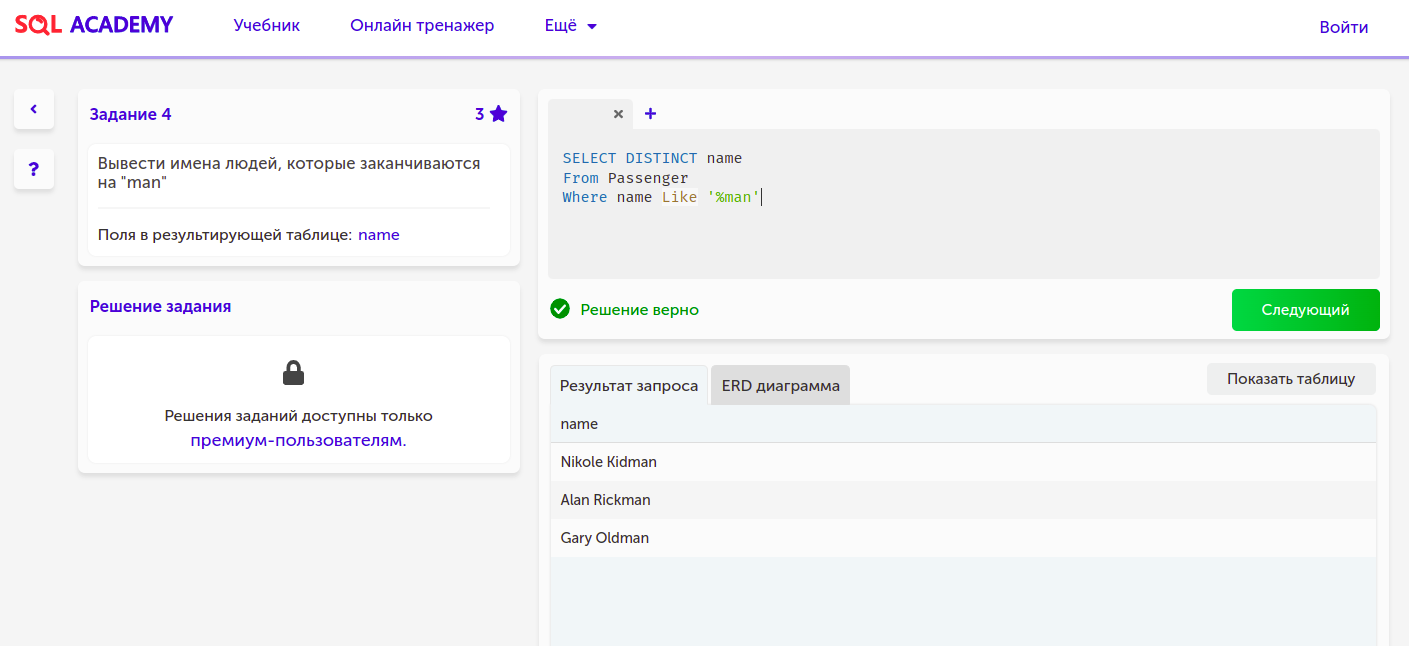 SQL ACADEMY
Учебник
Онлайн тренажер
Ещё
Войти
Задание 4
3
Вывести имена людей, которые заканчиваются
на "man"
Поля в результирующей таблице: name
Решение задания
Решения заданий доступны только
премиум-пользователям.
?
SELECT DISTINCT name
From Passenger
Where name Like '%man'
Решение верно
Следующий
Результат запроса
ERD диаграмма
Показать таблицу
name
Nikole Kidman
Alan Rickman
Gary Oldman